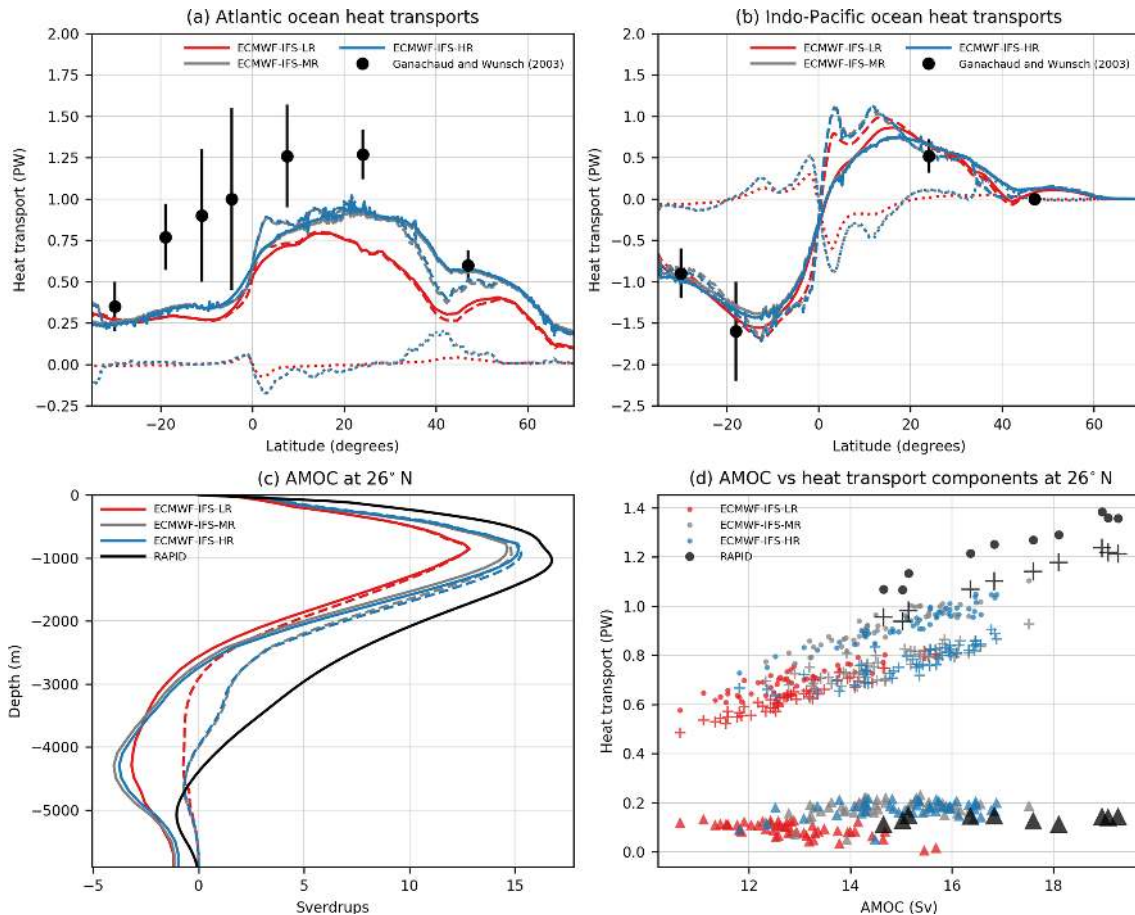 (a) Atlantic ocean heat transports
2.00
1.75
1.50
1.25
1.00
0.75
0.50
0.25
0.00
−0.25
Heat transport (PW)
ECMWF-IFS-LR
ECMWF-IFS-MR
ECMWF-IFS-HR
Ganachaud and Wunsch (2003)
−20 0 20 40 60
Latitude (degrees)
(b) Indo-Pacific ocean heat transports
2.0
1.5
1.0
0.5
0.0
−0.5
−1.0
−1.5
−2.0
−2.5
Heat transport (PW)
ECMWF-IFS-LR
ECMWF-IFS-MR
ECMWF-IFS-HR
Ganachaud and Wunsch (2003)
−20 0 20 40 60
Latitude (degrees)
(c) AMOC at 26° N
0
−1000
−2000
−3000
−4000
−5000
Depth (m)
ECMWF-IFS-LR
ECMWF-IFS-MR
ECMWF-IFS-HR
RAPID
−5 0 5 10 15
Sverdrups
(d) AMOC vs heat transport components at 26° N
1.4
1.2
1.0
0.8
0.6
0.4
0.2
0.0
Heat transport (PW)
ECMWF-IFS-LR
ECMWF-IFS-MR
ECMWF-IFS-HR
RAPID
12 14 16 18
AMOC (Sv)